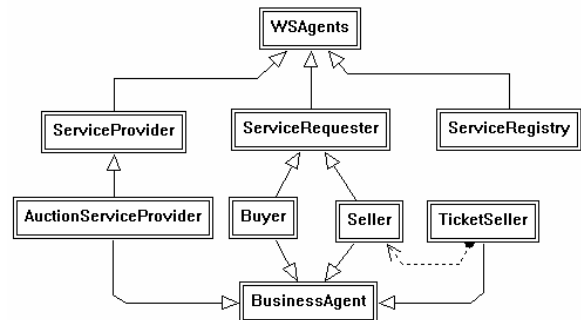 WSAgents
ServiceProvider
ServiceRequester
ServiceRegistry
AuctionServiceProvider
Buyer
Seller
TicketSeller
BusinessAgent